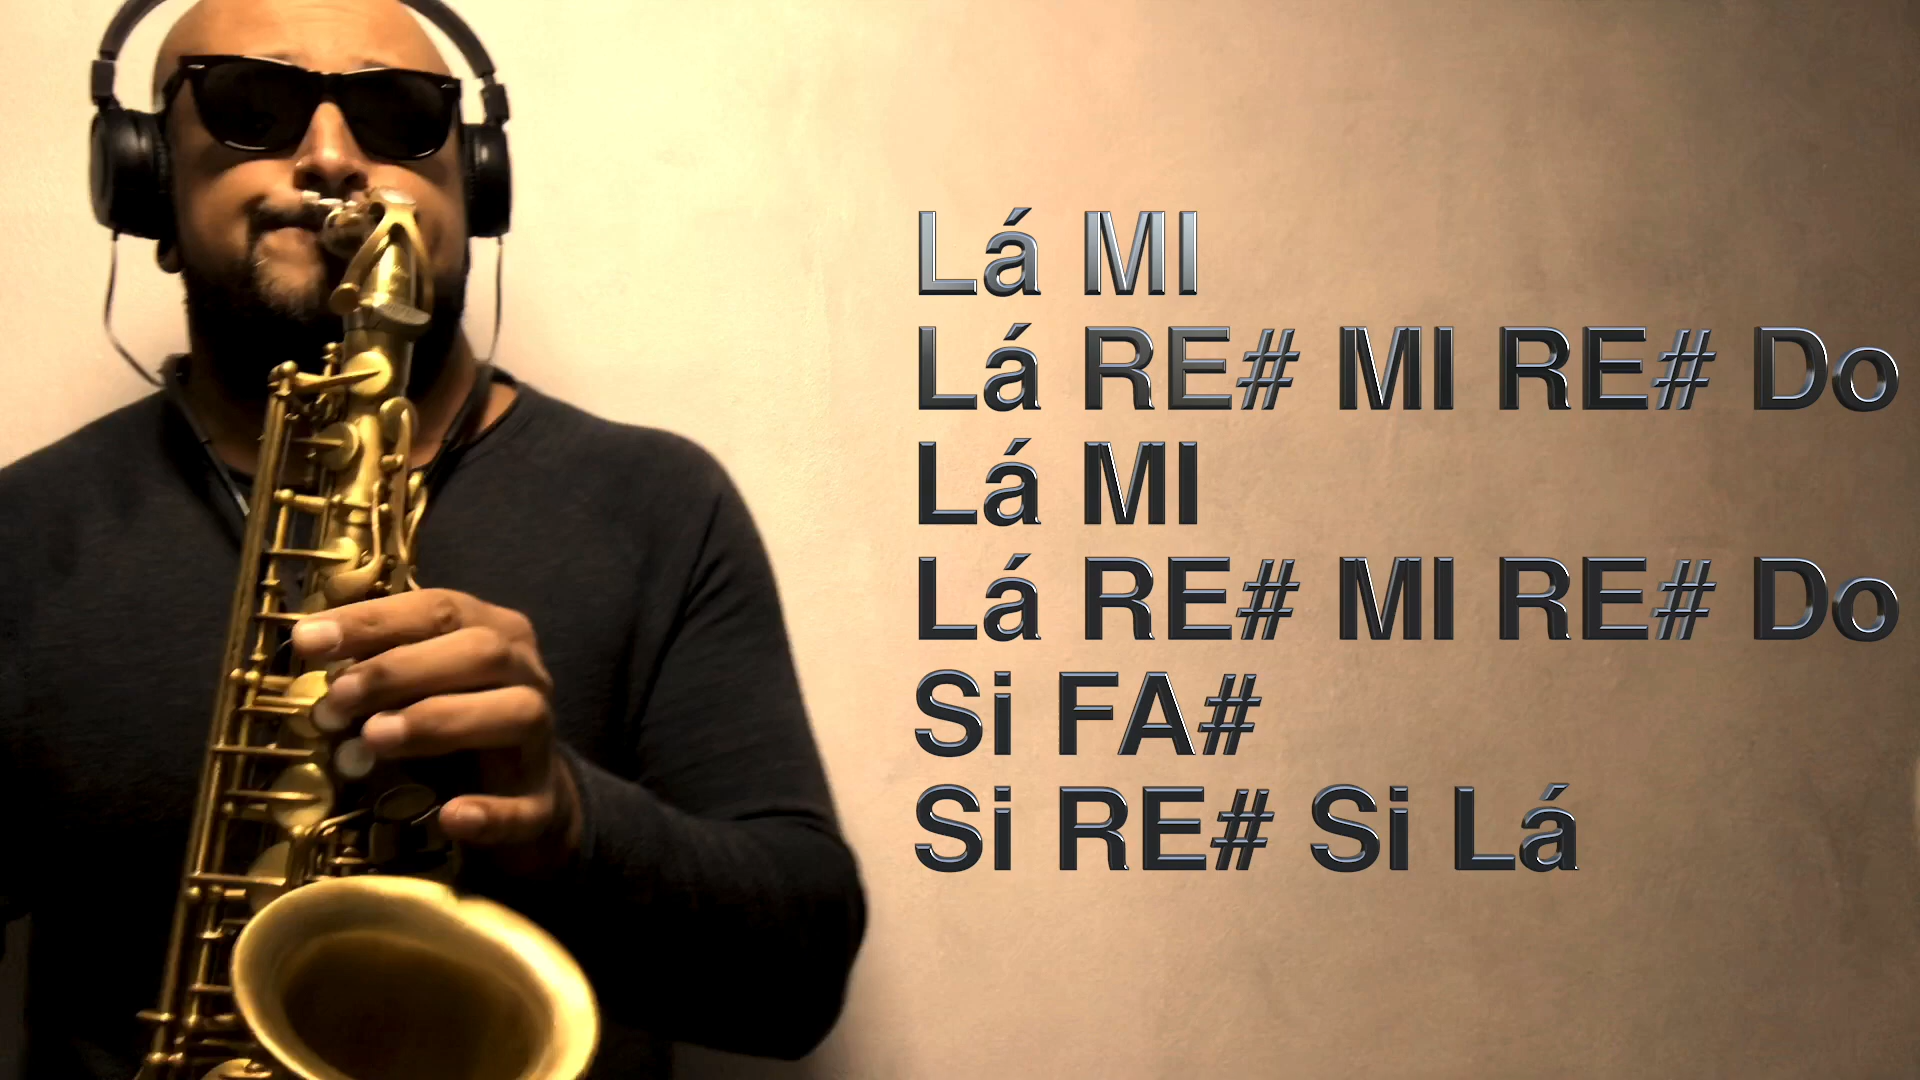 Lá MI
Lá RE# MI RE# Do
Lá MI
Lá RE# MI RE# Do
Si FA#
Si RE# Si Lá